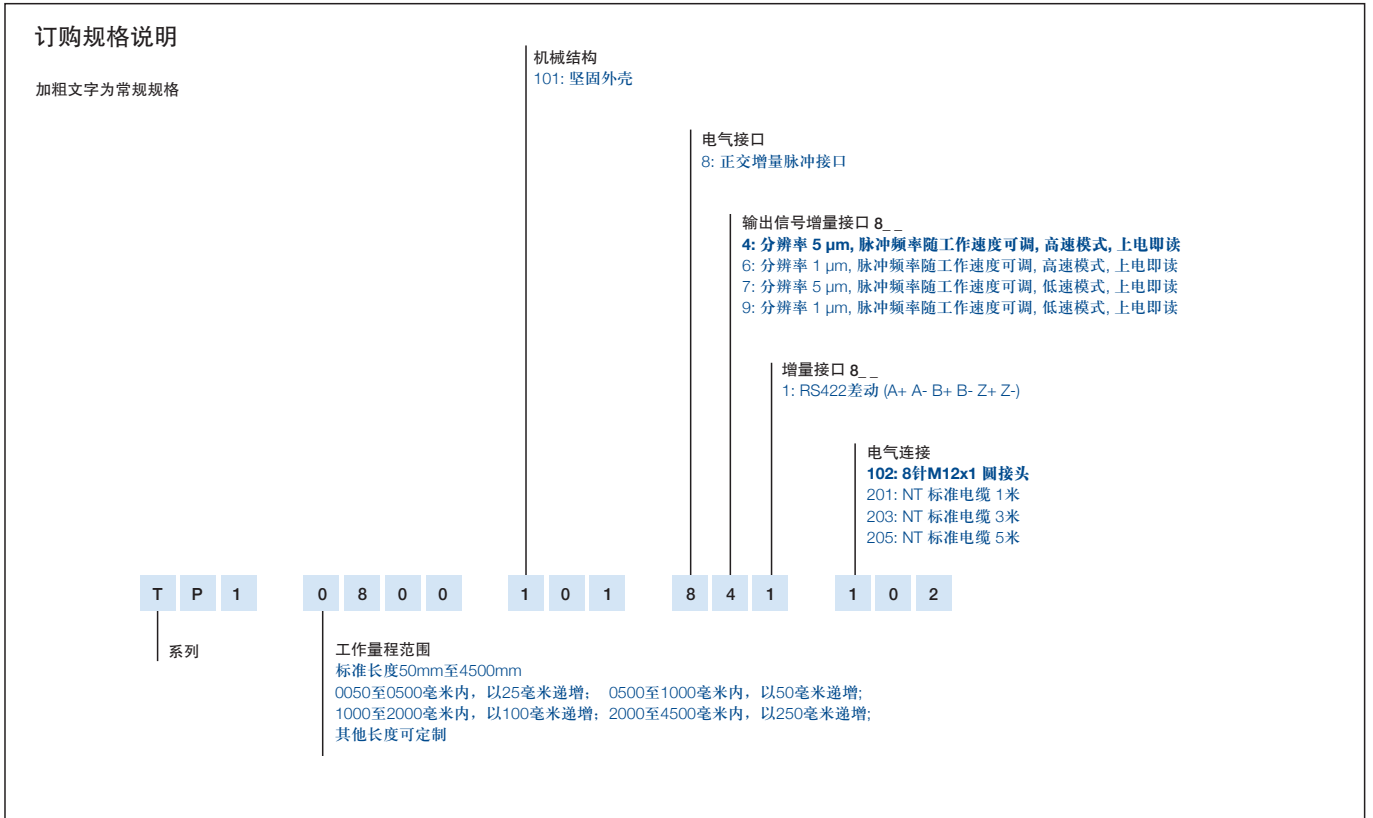 订购规格说明
加粗文字为常规规格
机械结构
101: 坚固外壳
电气接口
8: 正交增量脉冲接口
输出信号增量接口 8_ _
4: 分辨率 5 μm, 脉冲频率随工作速度可调, 高速模式, 上电即读
6: 分辨率 1 μm, 脉冲频率随工作速度可调, 高速模式, 上电即读
7: 分辨率 5 μm, 脉冲频率随工作速度可调, 低速模式, 上电即读
9: 分辨率 1 μm, 脉冲频率随工作速度可调, 低速模式, 上电即读
增量接口 8_ _
1: RS422差动 (A+ A- B+ B- Z+ Z-)
电气连接
102: 8针M12x1 圆接头
201: NT 标准电缆 1米
203: NT 标准电缆 3米
205: NT 标准电缆 5米
T P 1 0 8 0 0 1 0 1 8 4 1 1 0 2
系列
工作量程范围
标准长度50mm至4500mm
0050至0500毫米内，以25毫米递增； 0500至1000毫米内，以50毫米递增;
1000至2000毫米内，以100毫米递增；2000至4500毫米内，以250毫米递增;
其他长度可定制